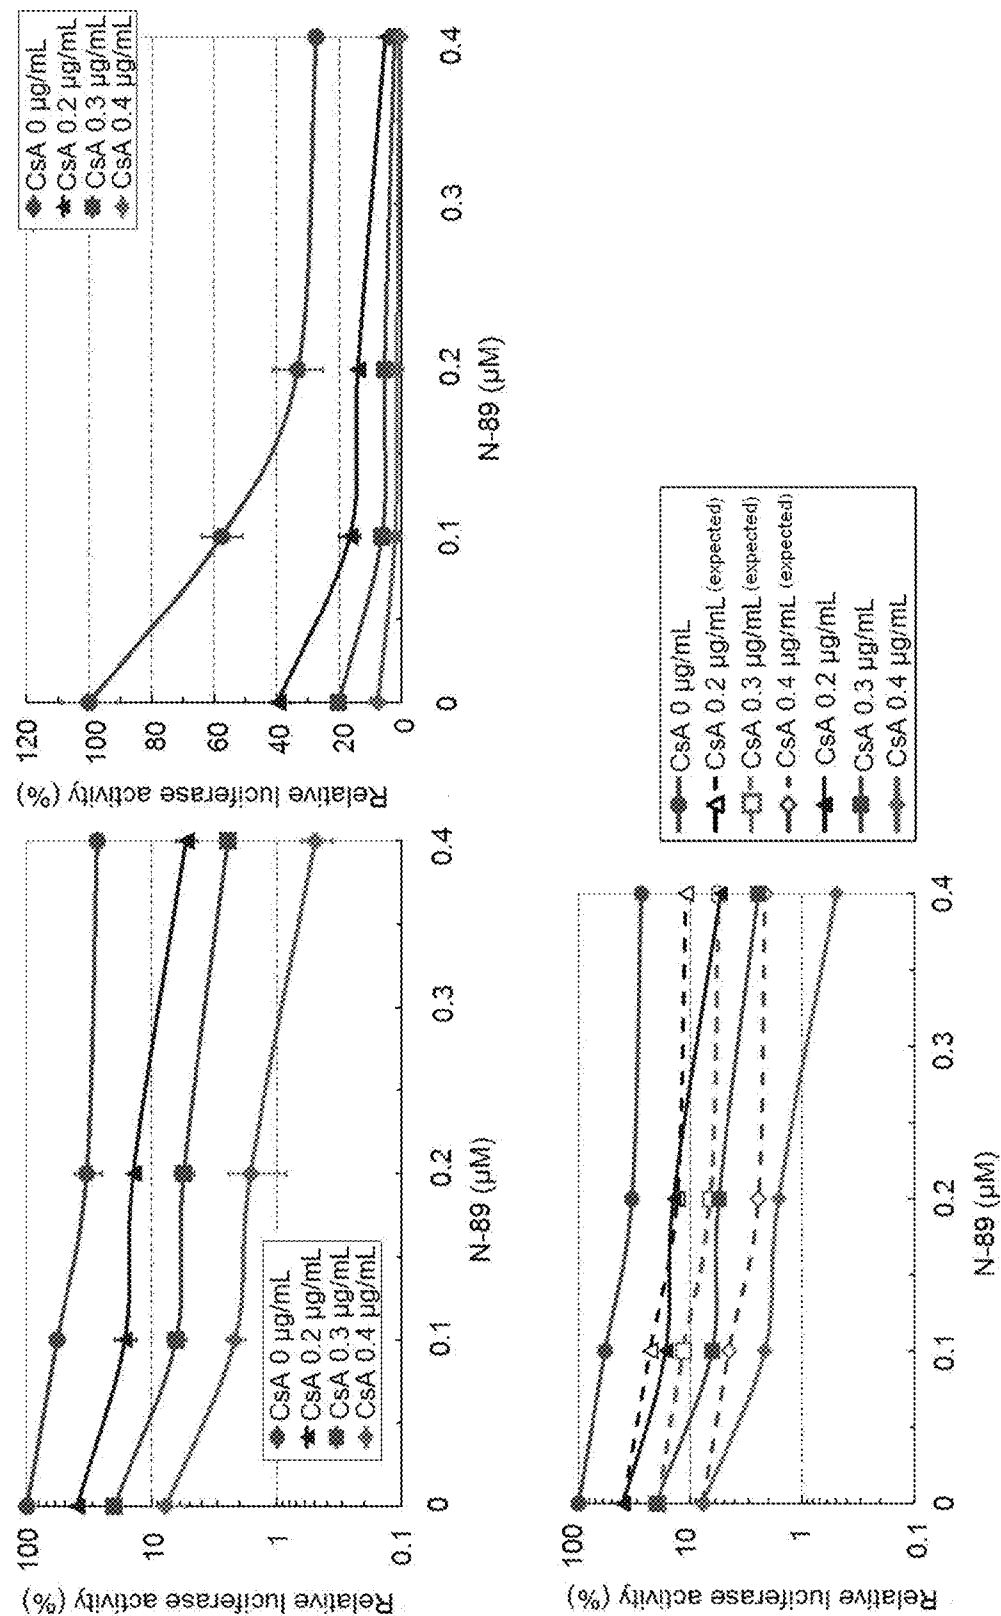 Relative luciferase activity (%)
100
10
1
0.1
0
0.1
0.2
0.3
0.4
N-89 (µM)
CsA 0 µg/mL
CsA 0.2 µg/mL
CsA 0.3 µg/mL
CsA 0.4 µg/mL
Relative luciferase activity (%)
120
100
80
60
40
20
0
0
0.1
0.2
0.3
0.4
N-89 (µM)
CsA 0 µg/mL
CsA 0.2 µg/mL
CsA 0.3 µg/mL
CsA 0.4 µg/mL
Relative luciferase activity (%)
100
10
1
0.1
0
0.1
0.2
0.3
0.4
N-89 (µM)
CsA 0 µg/mL
CsA 0.2 µg/mL (expected)
CsA 0.3 µg/mL (expected)
CsA 0.4 µg/mL (expected)
CsA 0.2 µg/mL
CsA 0.3 µg/mL
CsA 0.4 µg/mL